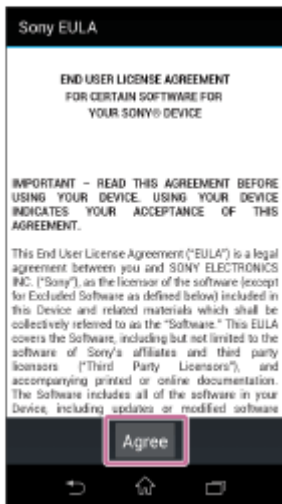 Sony EULA
END USER LICENSE AGREEMENT
FOR CERTAIN SOFTWARE FOR
YOUR SONY® DEVICE
IMPORTANT – READ THIS AGREEMENT BEFORE
USING YOUR DEVICE. USING YOUR DEVICE
INDICATES YOUR ACCEPTANCE OF THIS
AGREEMENT.
This End User License Agreement ("EULA") is a legal
agreement between you and SONY ELECTRONICS
INC. ("Sony"), as the licensor of the software (except
for Excluded Software as defined below) included in
this Device and related materials which shall be
collectively referred to as the "Software." This EULA
covers the Software, including but not limited to the
software of Sony's affiliates and third party
licensors ("Third Party Licensors"), and
accompanying printed or online documentation.
The Software includes all of the software in your
Device, including updates or modified software
Agree